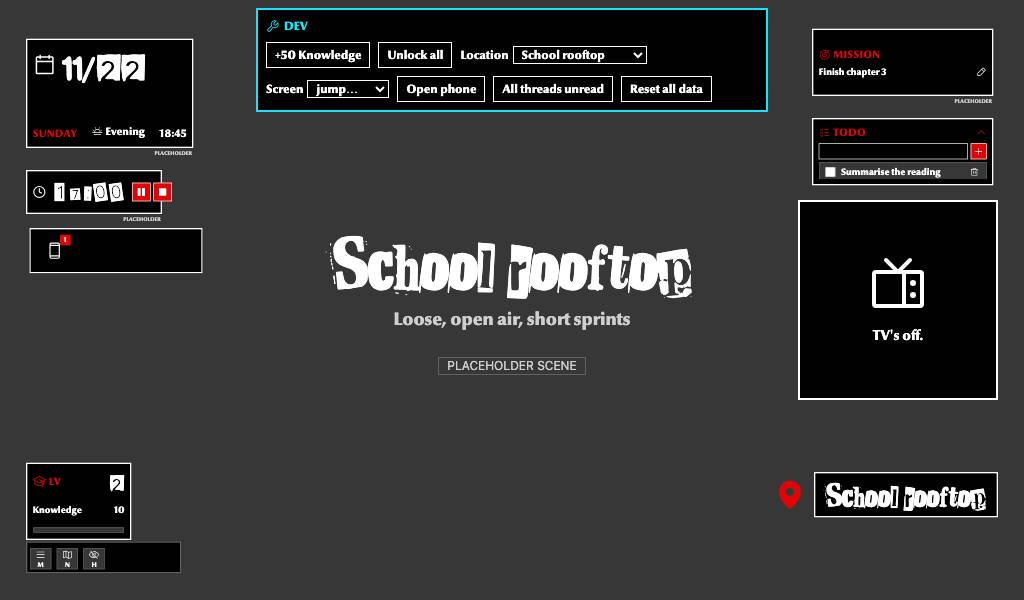 DEV
+50 Knowledge
Unlock all
Location
School rooftop
Screen
jump...
Open phone
All threads unread
Reset all data
11/22
SUNDAY
Evening
18:45
PLACEHOLDER
17:00
PLACEHOLDER
1
MISSION
Finish chapter 3
PLACEHOLDER
TODO
+
Summarise the reading
TV's off.
School rooftop
Loose, open air, short sprints
PLACEHOLDER SCENE
LV
2
Knowledge
10
M
N
H
School rooftop